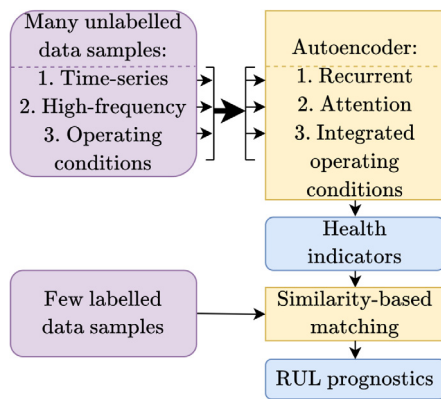 Many unlabelled
data samples:
1. Time-series
2. High-frequency
3. Operating
conditions
Autoencoder:
1. Recurrent
2. Attention
3. Integrated
operating
conditions
Health
indicators
Few labelled
data samples
Similarity-based
matching
RUL prognostics